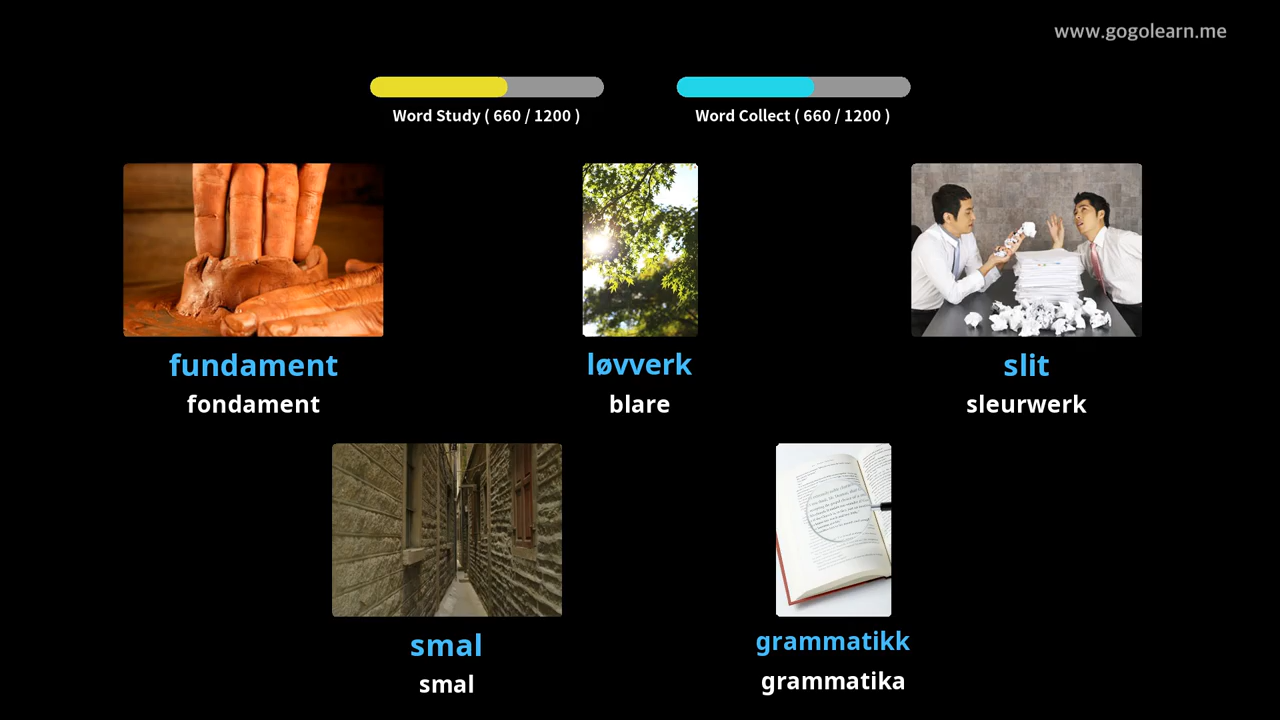 www.gogolearn.me
Word Study ( 660 / 1200 )
Word Collect ( 660 / 1200 )
fundament
fondament
løvverk
blare
slit
sleurwerk
smal
smal
grammatikk
grammatika